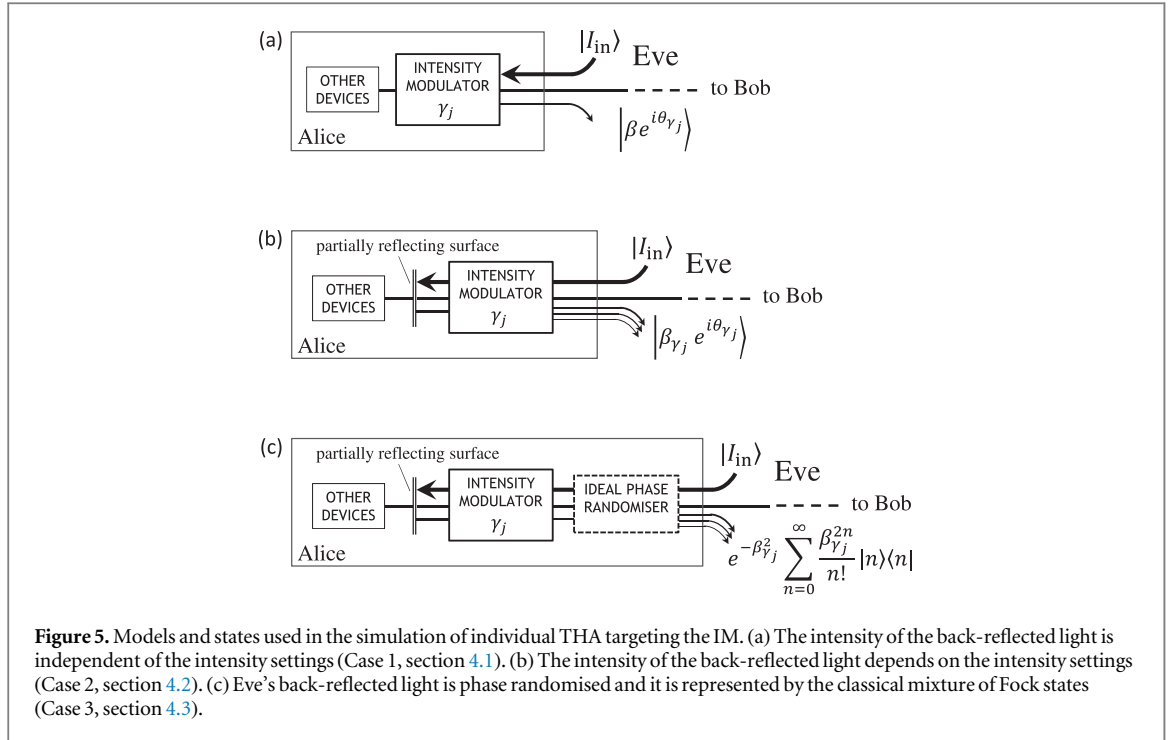 (a)
|I_in⟩
Eve
OTHER
DEVICES
INTENSITY
MODULATOR
γ_j
to Bob
Alice
|βe^{iθ_{γ_j}}⟩
(b)
partially reflecting surface
|I_in⟩
Eve
OTHER
DEVICES
INTENSITY
MODULATOR
γ_j
to Bob
Alice
|β_{γ_j} e^{iθ_{γ_j}}⟩
(c)
partially reflecting surface
|I_in⟩
Eve
OTHER
DEVICES
INTENSITY
MODULATOR
γ_j
IDEAL PHASE
RANDOMISER
to Bob
Alice
e^{-β_{γ_j}^2} ∑_{n=0}^{∞} \frac{β_{γ_j}^{2n}}{n!} |n⟩⟨n|
Figure 5. Models and states used in the simulation of individual THA targeting the IM. (a) The intensity of the back-reflected light is
independent of the intensity settings (Case 1, section 4.1). (b) The intensity of the back-reflected light depends on the intensity settings
(Case 2, section 4.2). (c) Eve's back-reflected light is phase randomised and it is represented by the classical mixture of Fock states
(Case 3, section 4.3).